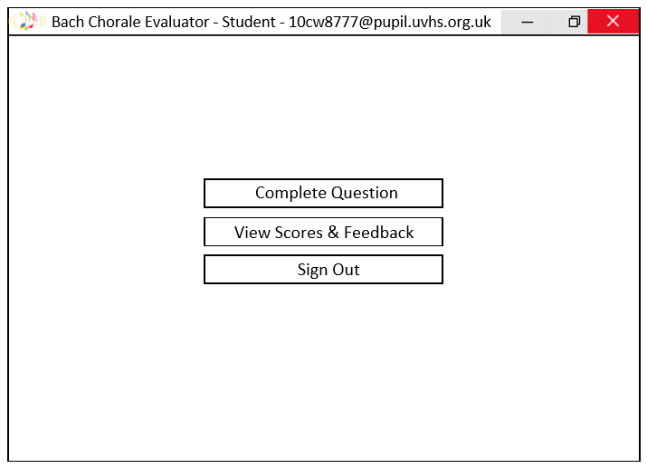 Bach Chorale Evaluator - Student - 10cw8777@pupil.uvhs.org.uk
Complete Question
View Scores & Feedback
Sign Out